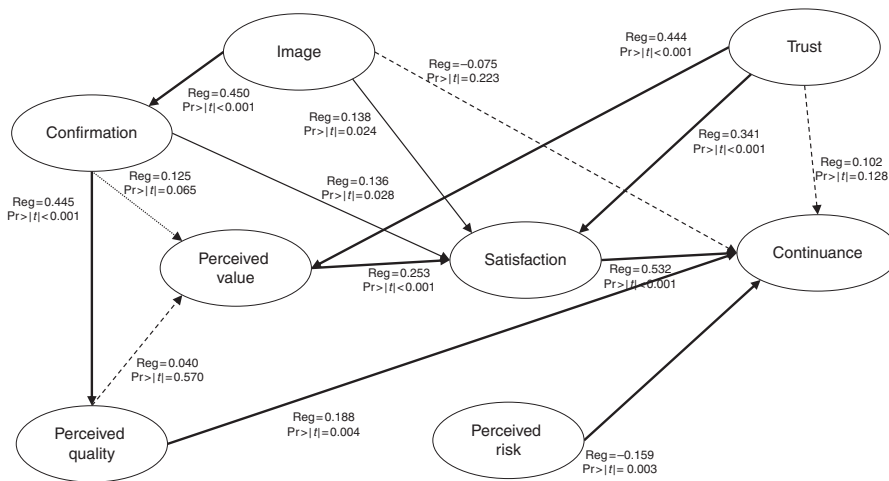 Image
Trust
Reg=−0.075
Pr>|t|=0.223
Reg=0.444
Pr>|t|<0.001
Reg=0.450
Pr>|t|<0.001
Reg=0.138
Pr>|t|=0.024
Confirmation
Reg=0.341
Pr>|t|<0.001
Reg=0.102
Pr>|t|=0.128
Reg=0.125
Pr>|t|=0.065
Reg=0.136
Pr>|t|=0.028
Reg=0.445
Pr>|t|<0.001
Perceived
value
Satisfaction
Continuance
Reg=0.253
Pr>|t|<0.001
Reg=0.532
Pr>|t|<0.001
Reg=0.040
Pr>|t|=0.570
Reg=0.188
Pr>|t|=0.004
Perceived
quality
Perceived
risk
Reg=−0.159
Pr>|t|= 0.003